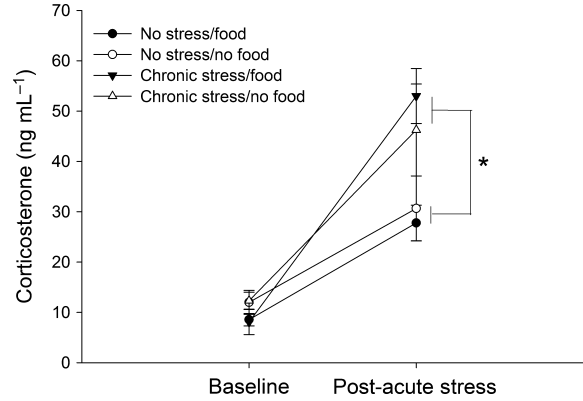 70
60
50
40
30
20
10
0
Corticosterone (ng mL⁻¹)
No stress/food
No stress/no food
Chronic stress/food
Chronic stress/no food
*
Baseline
Post-acute stress